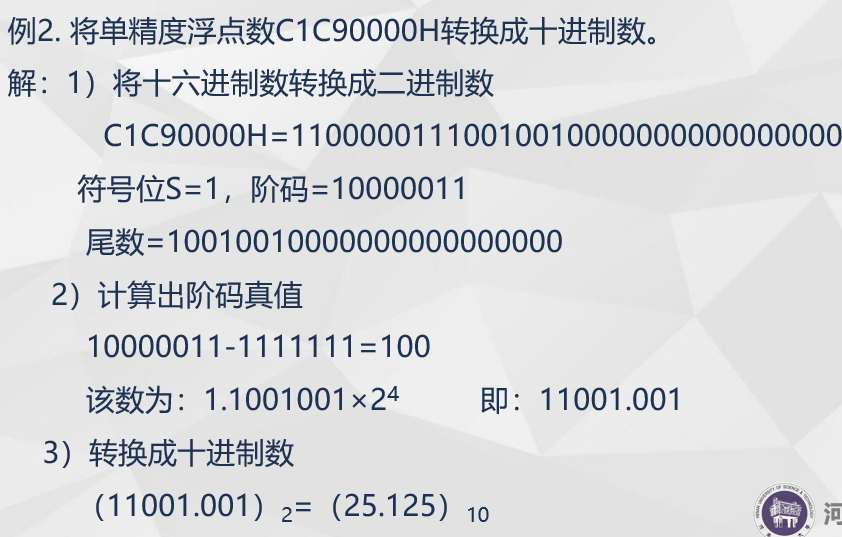 例2. 将单精度浮点数C1C90000H转换成十进制数。
解：1）将十六进制数转换成二进制数
C1C90000H=11000001110010010000000000000000
符号位S=1，阶码=10000011
尾数=10010010000000000000000
2）计算出阶码真值
10000011-1111111=100
该数为：1.1001001×2⁴ 即：11001.001
3）转换成十进制数
（11001.001）₂=（25.125）₁₀
河